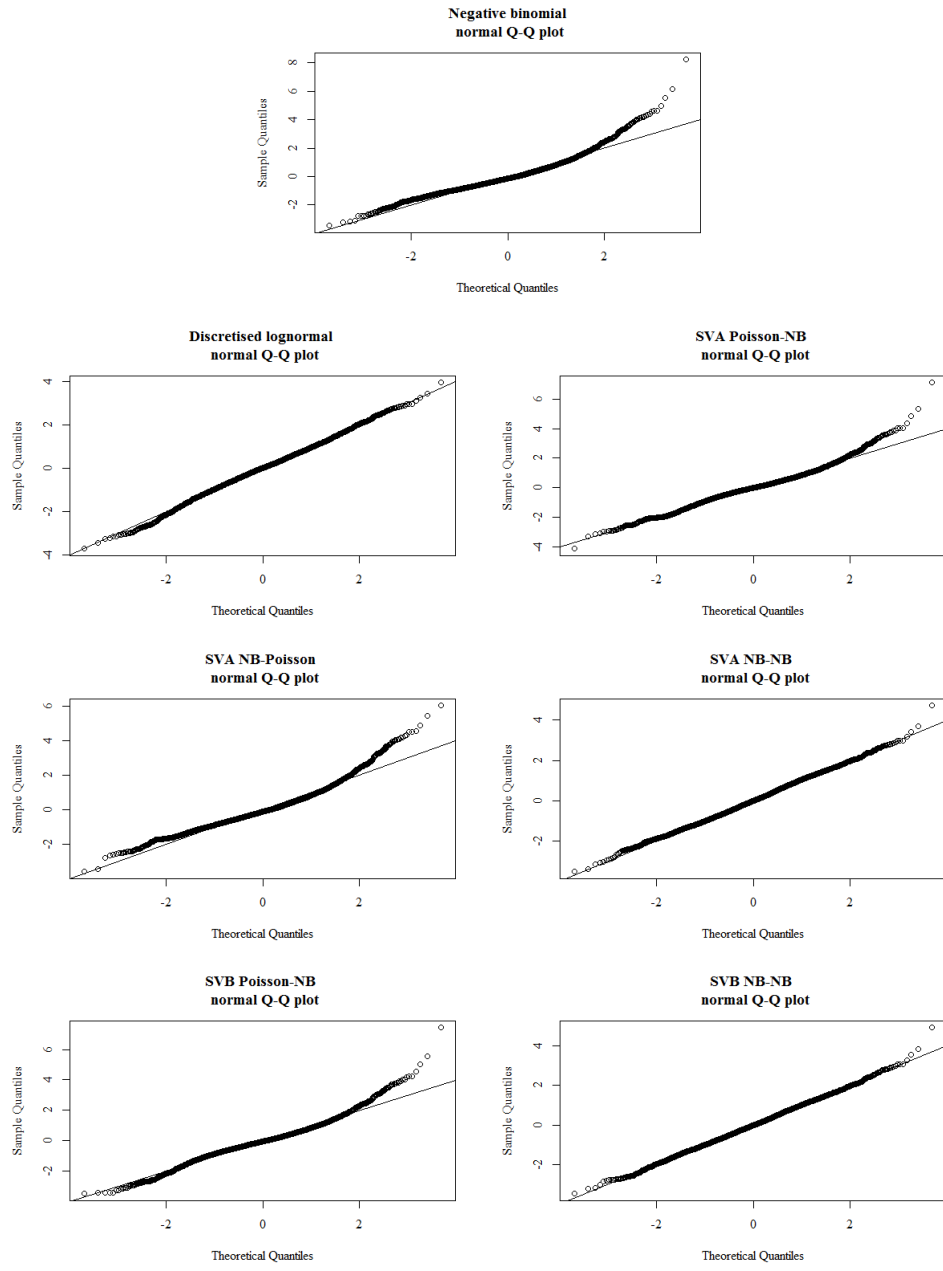 Negative binomial
normal Q-Q plot
Sample Quantiles
8
6
4
2
0
-2
-2 0 2
Theoretical Quantiles
Discretised lognormal
normal Q-Q plot
Sample Quantiles
4
2
0
-2
-4
-2 0 2
Theoretical Quantiles
SVA Poisson-NB
normal Q-Q plot
Sample Quantiles
6
4
2
0
-2
-4
-2 0 2
Theoretical Quantiles
SVA NB-Poisson
normal Q-Q plot
Sample Quantiles
6
4
2
0
-2
-2 0 2
Theoretical Quantiles
SVA NB-NB
normal Q-Q plot
Sample Quantiles
4
2
0
-2
-2 0 2
Theoretical Quantiles
SVB Poisson-NB
normal Q-Q plot
Sample Quantiles
6
4
2
0
-2
-2 0 2
Theoretical Quantiles
SVB NB-NB
normal Q-Q plot
Sample Quantiles
4
2
0
-2
-2 0 2
Theoretical Quantiles